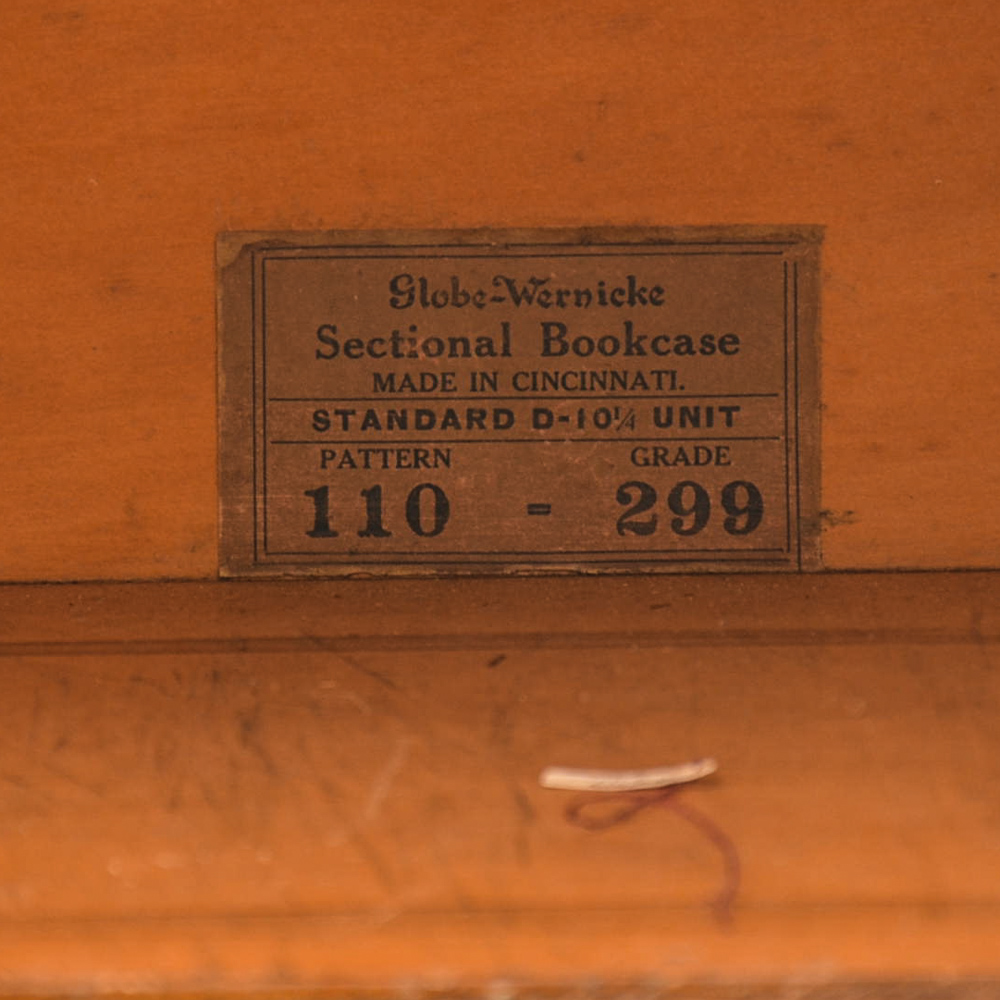 Globe-Wernicke
Sectional Bookcase
MADE IN CINCINNATI.
STANDARD D-10¼ UNIT
PATTERN GRADE
110 - 299